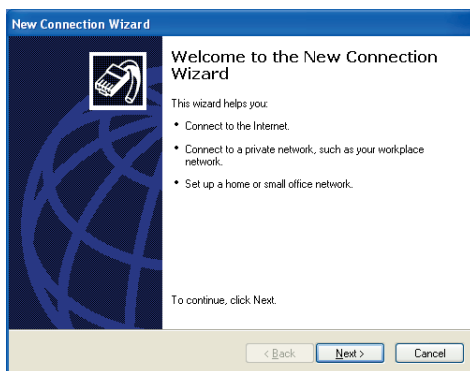 New Connection Wizard
Welcome to the New Connection
Wizard
This wizard helps you:
• Connect to the Internet.
• Connect to a private network, such as your workplace
network.
• Set up a home or small office network.
To continue, click Next.
< Back Next > Cancel